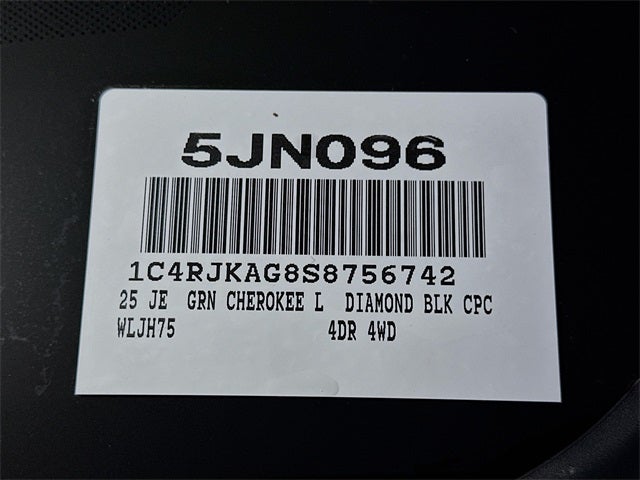 5JN096
1C4RJKAG8S8756742
25 JE GRN CHEROKEE L DIAMOND BLK CPC
WLJH75 4DR 4WD